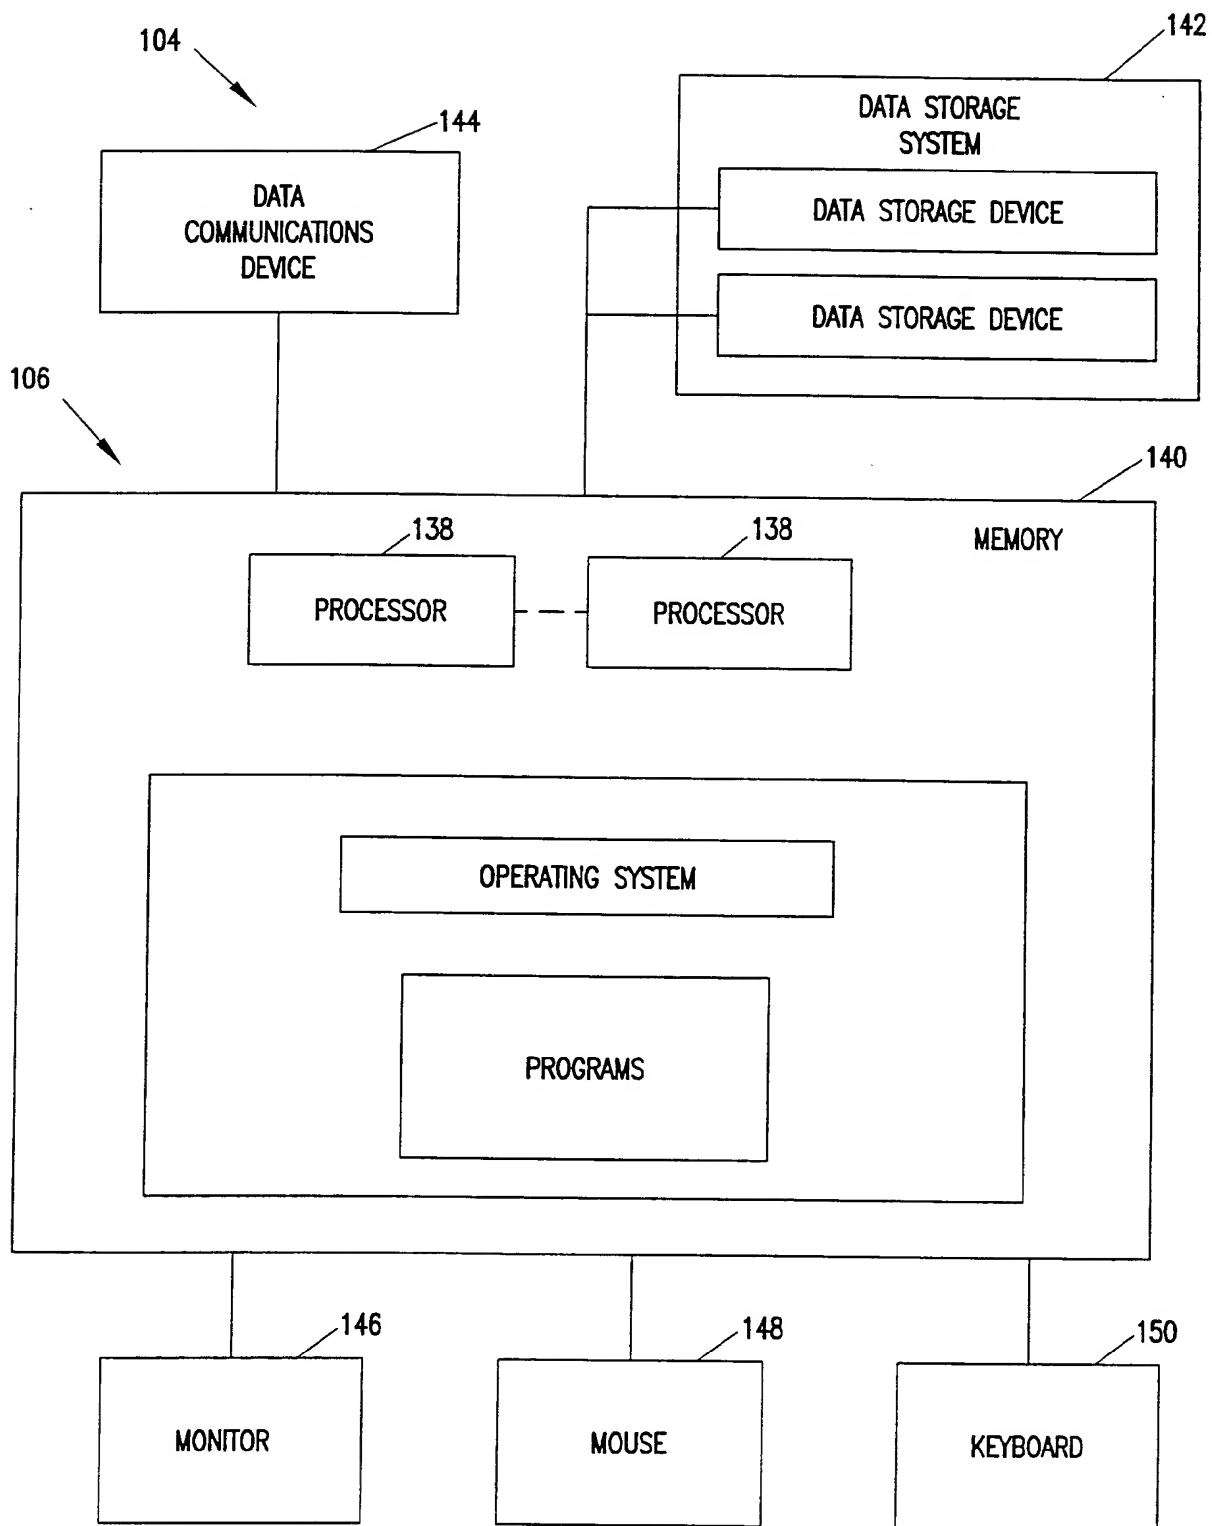 104
142
DATA STORAGE
SYSTEM
144
DATA
COMMUNICATIONS
DEVICE
DATA STORAGE DEVICE
DATA STORAGE DEVICE
106
140
MEMORY
138
138
PROCESSOR
PROCESSOR
OPERATING SYSTEM
PROGRAMS
146
148
150
MONITOR
MOUSE
KEYBOARD